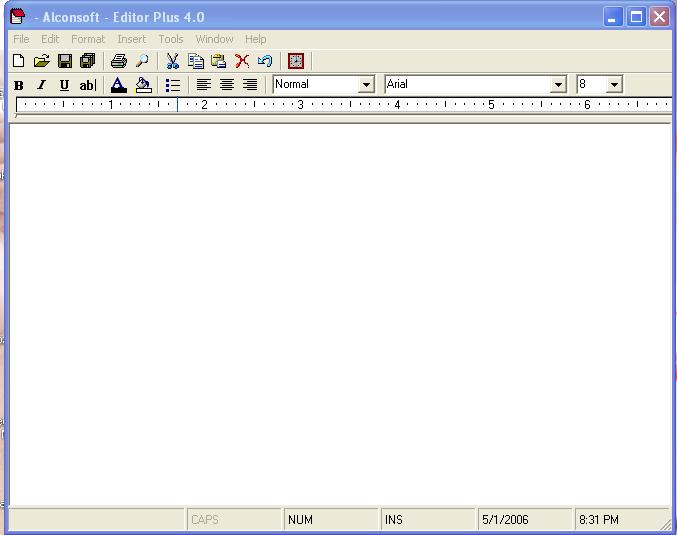 - Alconsoft - Editor Plus 4.0
File Edit Format Insert Tools Window Help
B I U ab| A Normal Arial 8
1 2 3 4 5 6
CAPS NUM INS 5/1/2006 8:31 PM